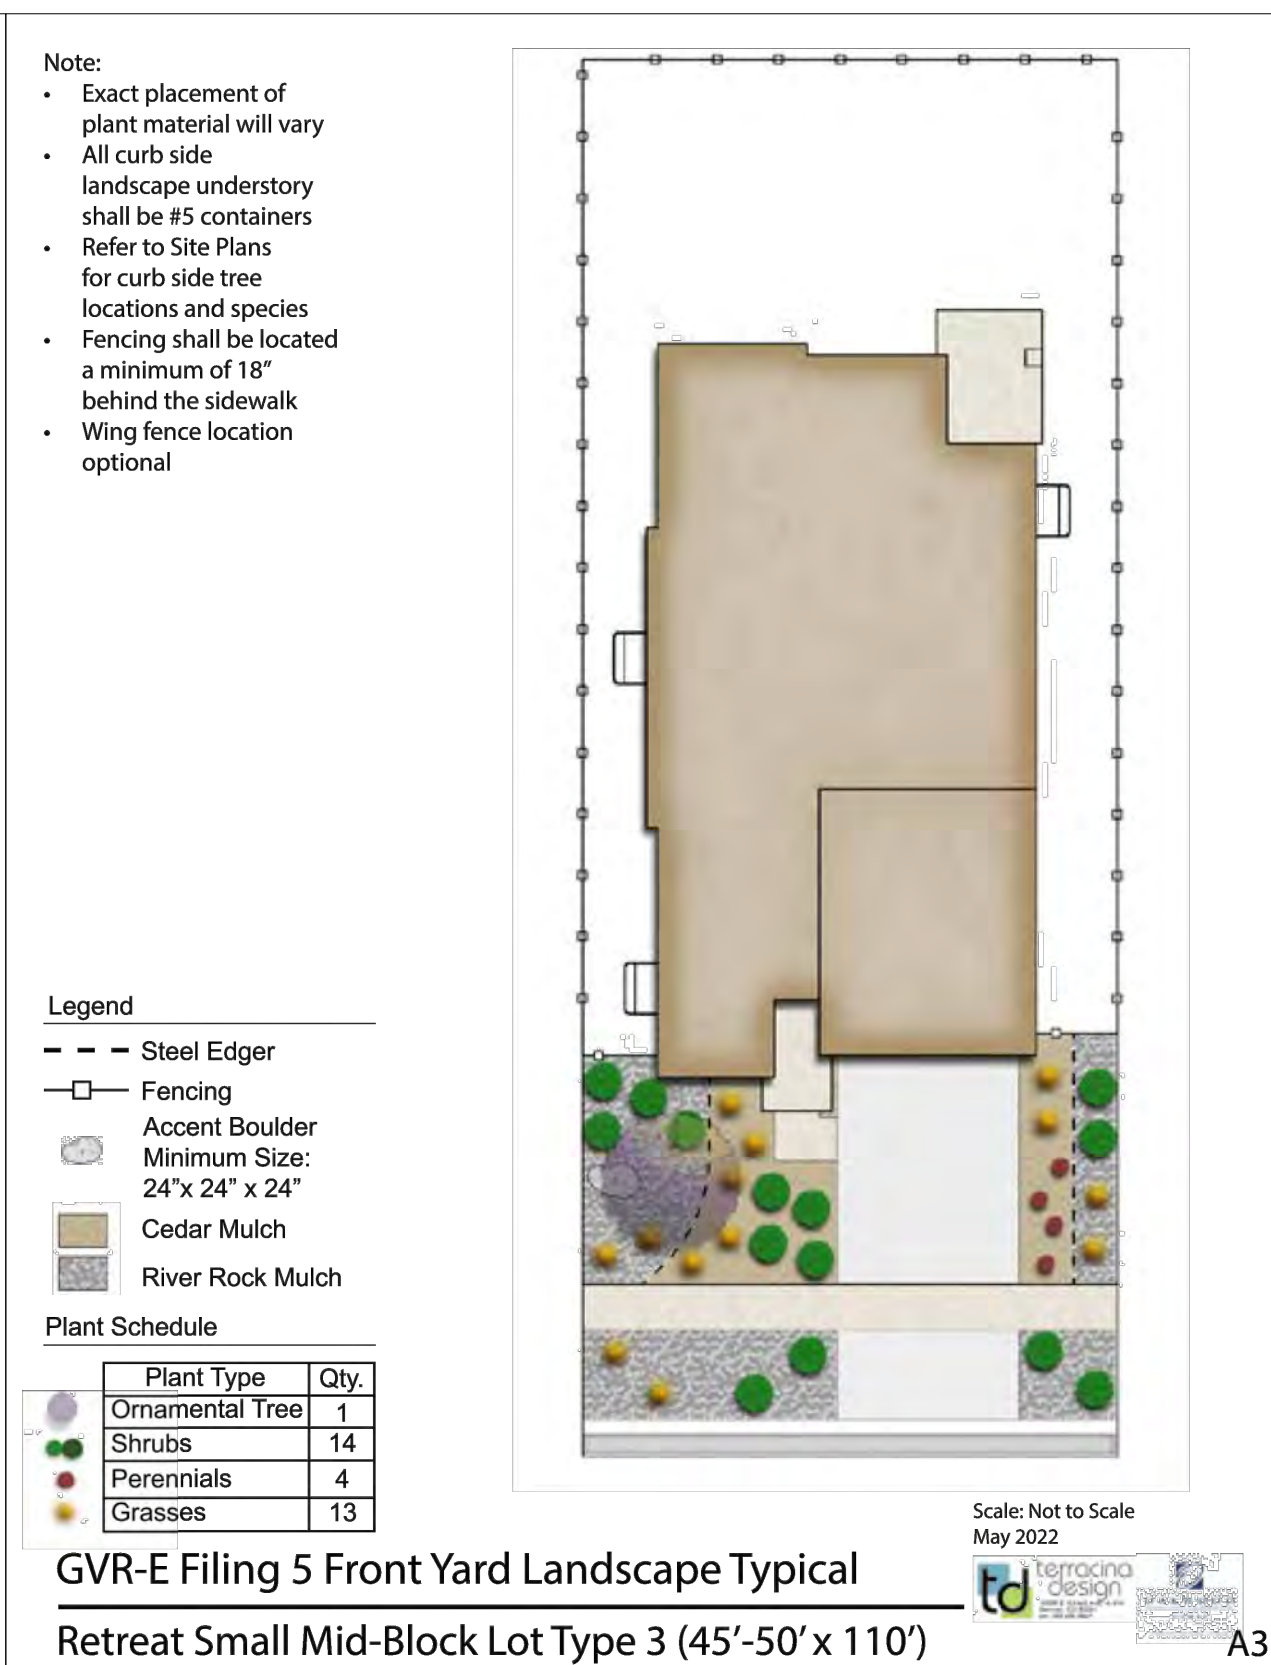 Note:
• Exact placement of
plant material will vary
• All curb side
landscape understory
shall be #5 containers
• Refer to Site Plans
for curb side tree
locations and species
• Fencing shall be located
a minimum of 18”
behind the sidewalk
• Wing fence location
optional
Legend
Steel Edger
Fencing
Accent Boulder
Minimum Size:
24”x 24” x 24”
Cedar Mulch
River Rock Mulch
Plant Schedule
Plant Type Qty.
Ornamental Tree 1
Shrubs 14
Perennials 4
Grasses 13
Scale: Not to Scale
May 2022
GVR-E Filing 5 Front Yard Landscape Typical
td terracina
design
Retreat Small Mid-Block Lot Type 3 (45’-50’ x 110’)
A3